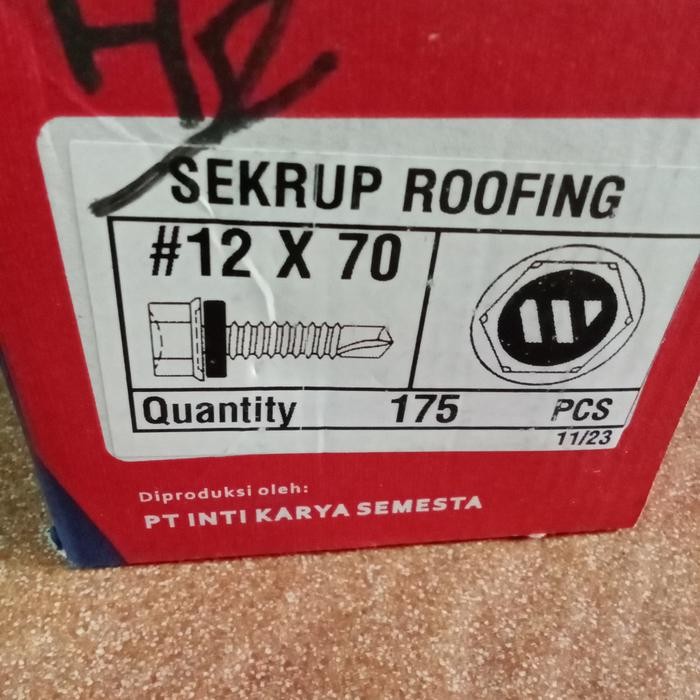 SEKRUP ROOFING
#12 X 70
Quantity 175 PCS
11/23
Diproduksi oleh:
PT INTI KARYA SEMESTA